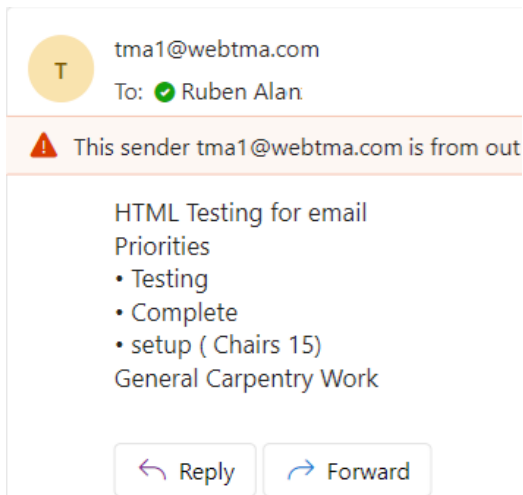 T
tma1@webtma.com
To: Ruben Alan
This sender tma1@webtma.com is from out
HTML Testing for email
Priorities
• Testing
• Complete
• setup ( Chairs 15)
General Carpentry Work
Reply
Forward